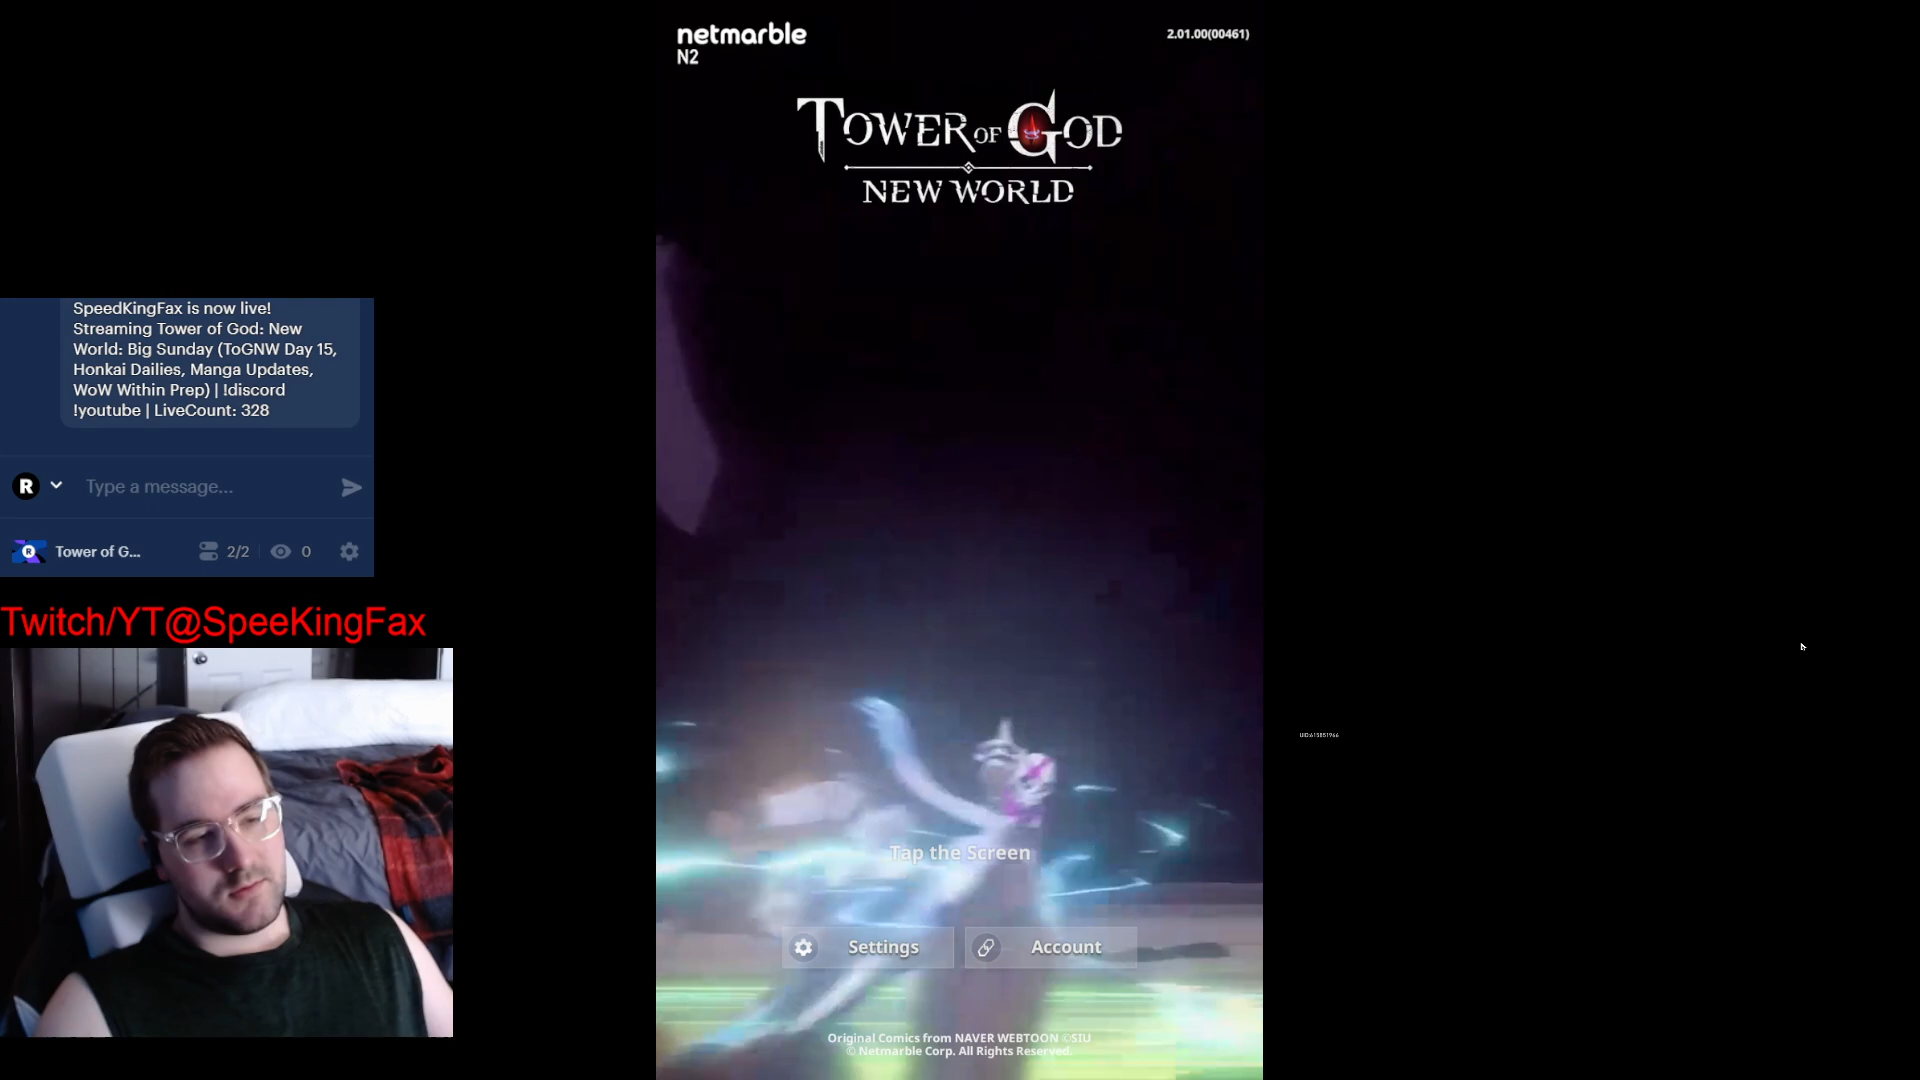 netmarble
N2
2.01.00(00461)
TOWER OF GOD
NEW WORLD
SpeedKingFax is now live!
Streaming Tower of God: New
World: Big Sunday (ToGNW Day 15,
Honkai Dailies, Manga Updates,
WoW Within Prep) | !discord
!youtube | LiveCount: 328
R
Type a message...
R
Tower of G...
2/2
0
Twitch/YT@SpeeKingFax
UID:615851966
Tap the Screen
Settings
Account
Original Comics from NAVER WEBTOON ©SIU
© Netmarble Corp. All Rights Reserved.